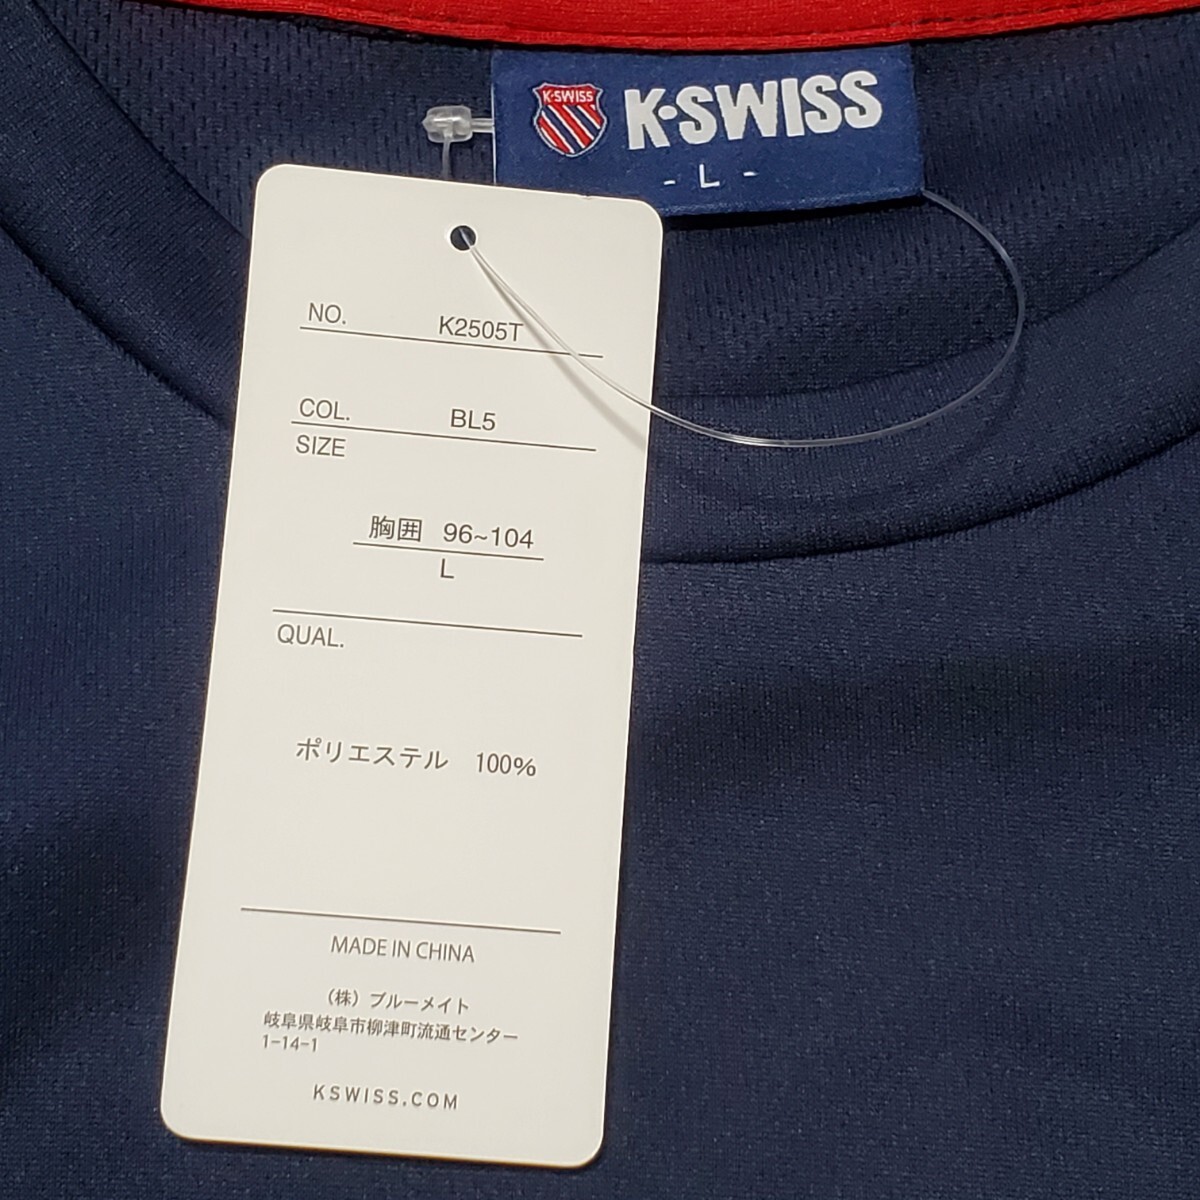 K·SWISS
K·SWISS
- L -
NO. K2505T
COL. BL5
SIZE
胸囲 96~104
L
QUAL.
ポリエステル 100%
MADE IN CHINA
（株）ブルーメイト
岐阜県岐阜市柳津町流通センター
1-14-1
KSWISS.COM